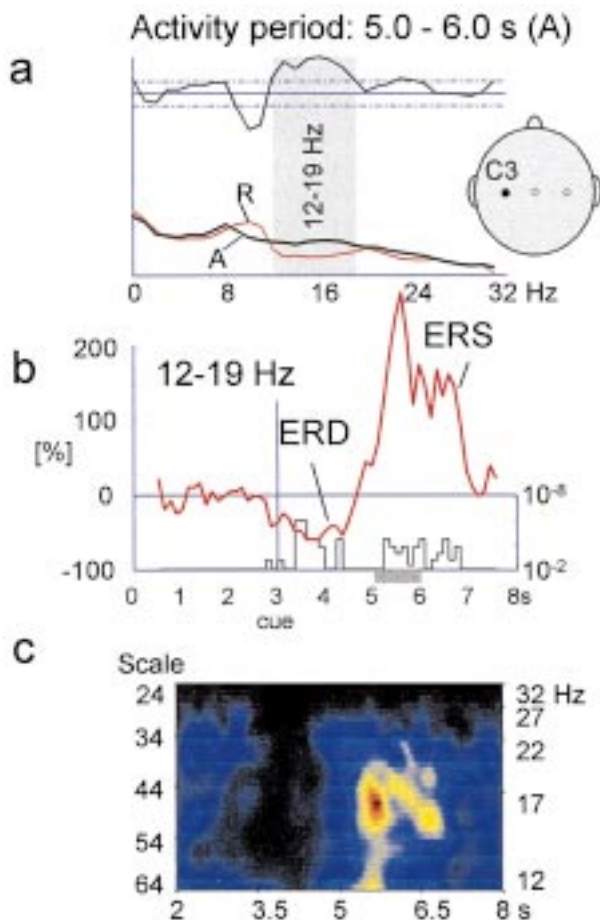 Activity period: 5.0 - 6.0 s (A)
a
12-19 Hz
C3
R
A
0 8 16 24 32 Hz
b
12-19 Hz
ERD
ERS
200
100
[%]
0
-100
10-8
10-2
0 1 2 3 4 5 6 7 8s
cue
c
Scale
24
34
44
54
64
32 Hz
27
22
17
12
2 3.5 5 6.5 8 s